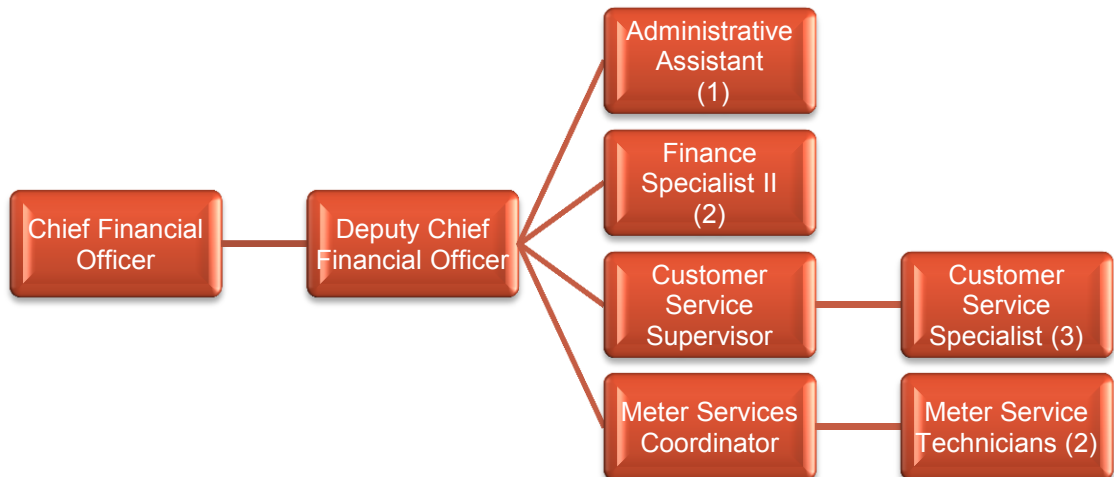 Chief Financial
Officer
Deputy Chief
Financial Officer
Administrative
Assistant
(1)
Finance
Specialist II
(2)
Customer
Service
Supervisor
Customer
Service
Specialist (3)
Meter Services
Coordinator
Meter Service
Technicians (2)